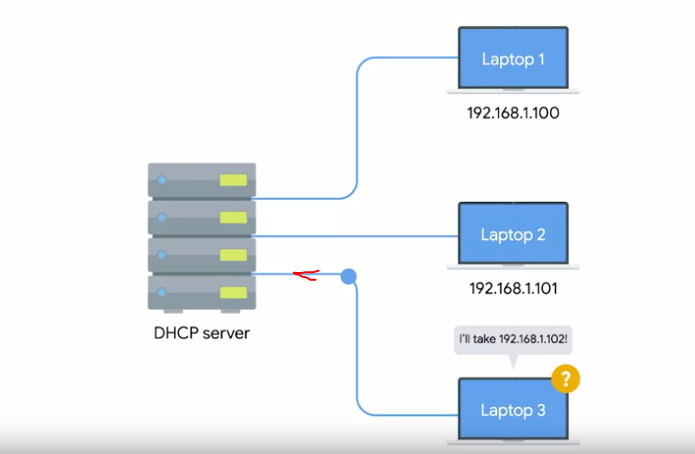 Laptop 1
192.168.1.100
Laptop 2
192.168.1.101
DHCP server
I'll take 192.168.1.102!
?
Laptop 3